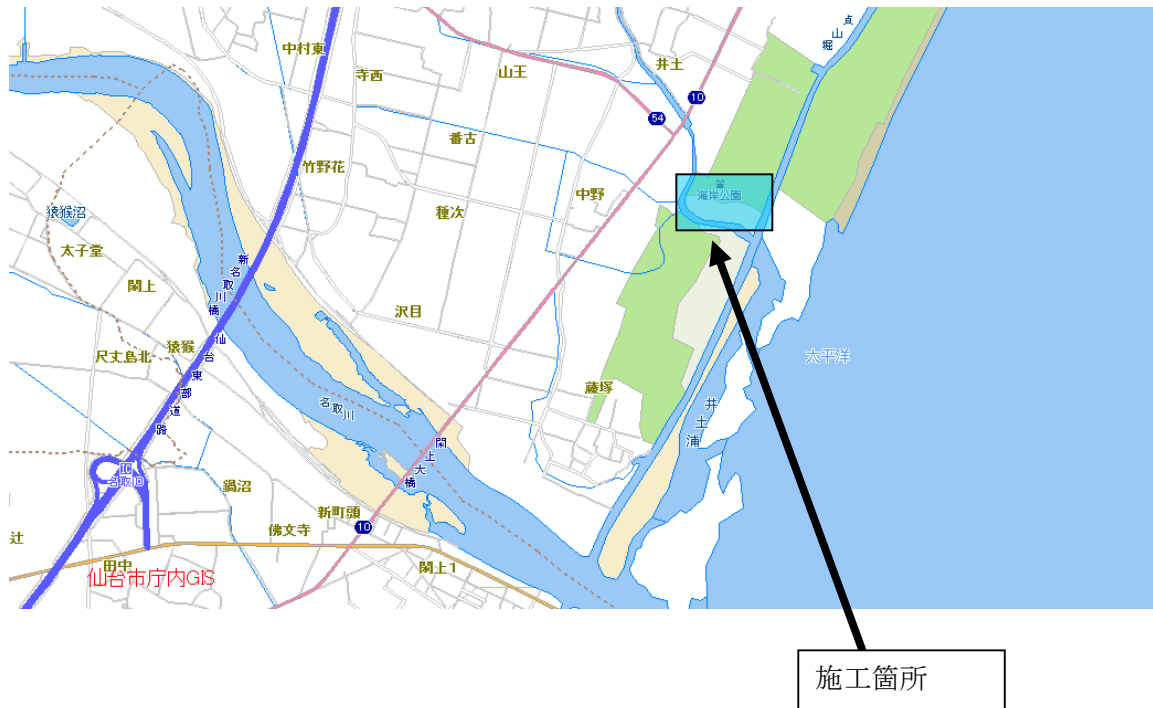 中村東
寺西
山王
井土
点山堀
10
54
番古
竹野花
中野
海岸公園
種次
猿猴沼
太子堂
閖上
新名取川橋
沢目
仙台東部道路
猿猴
尺丈島北
太平洋
藤塚
名取川
井土浦
閖上大橋
IC
名取IC
鍋沼
新町頭
佛文寺
10
辻
田中
閖上1
仙台市庁内GIS
施工箇所